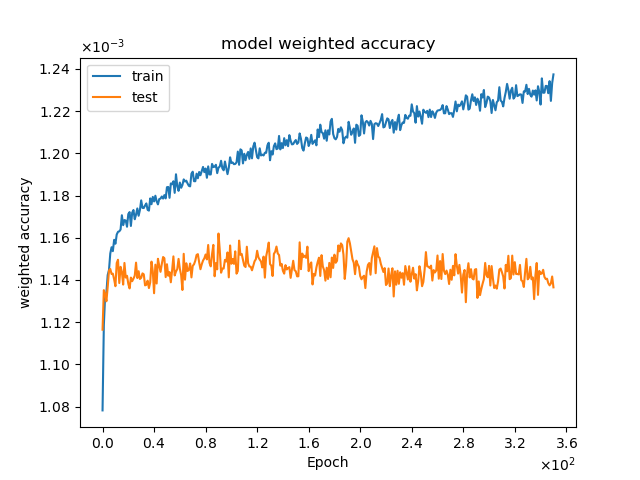 model weighted accuracy
×10⁻³
train
test
1.24
1.22
1.20
1.18
1.16
1.14
1.12
1.10
1.08
weighted accuracy
0.0 0.4 0.8 1.2 1.6 2.0 2.4 2.8 3.2 3.6
Epoch
×10²